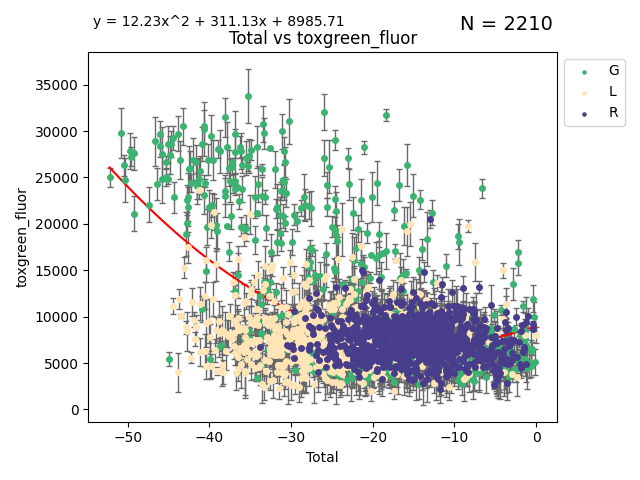 y = 12.23x^2 + 311.13x + 8985.71
N = 2210
Total vs toxgreen_fluor
G
L
R
35000
30000
25000
20000
15000
10000
5000
0
toxgreen_fluor
−50
−40
−30
−20
−10
0
Total